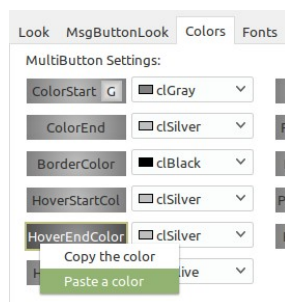 Look MsgButtonLook Colors Fonts
MultiButton Settings:
ColorStart G clGray
ColorEnd clSilver
BorderColor clBlack
HoverStartCol clSilver
HoverEndColor clSilver
Copy the color
Paste a color